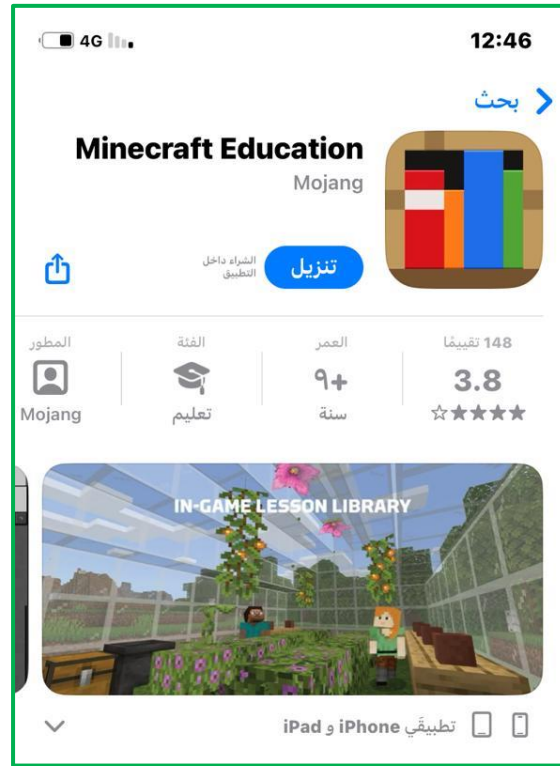 12:46
4G
بحث
Minecraft Education
Mojang
تنزيل
الشراء داخل
التطبيق
148 تقييمًا
3.8
العمر
+٩
سنة
الفئة
تعليم
المطور
Mojang
IN-GAME LESSON LIBRARY
تطبيقَي iPhone و iPad